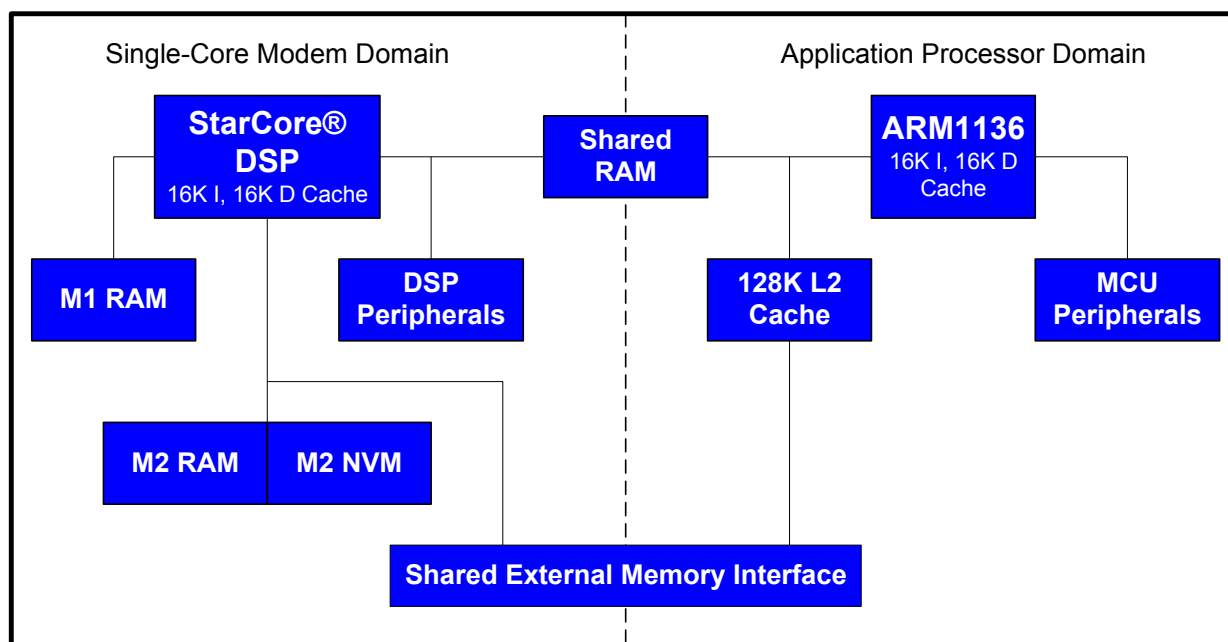 Single-Core Modem Domain
Application Processor Domain
StarCore®
DSP
16K I, 16K D Cache
Shared
RAM
ARM1136
16K I, 16K D
Cache
M1 RAM
DSP
Peripherals
128K L2
Cache
MCU
Peripherals
M2 RAM
M2 NVM
Shared External Memory Interface